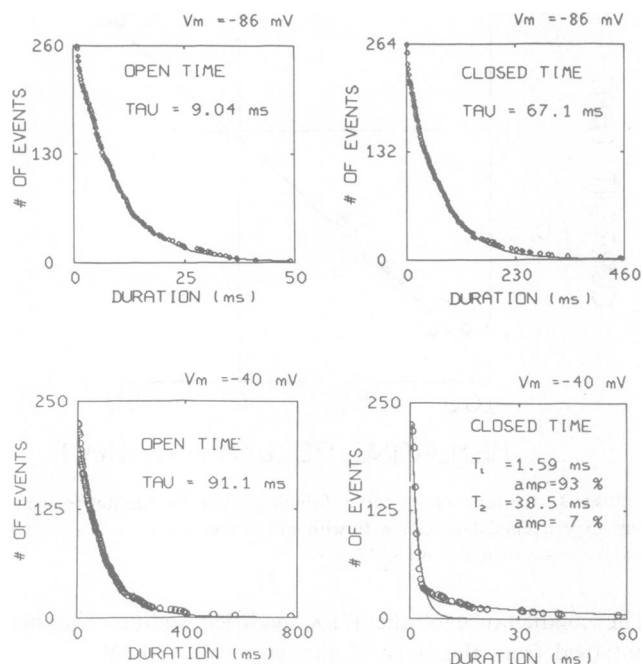 Vm = -86 mV
260
130
0
# OF EVENTS
OPEN TIME
TAU = 9.04 ms
0 25 50
DURATION (ms)
Vm = -86 mV
264
132
0
# OF EVENTS
CLOSED TIME
TAU = 67.1 ms
0 230 460
DURATION (ms)
Vm = -40 mV
250
125
0
# OF EVENTS
OPEN TIME
TAU = 91.1 ms
0 400 800
DURATION (ms)
Vm = -40 mV
250
125
0
# OF EVENTS
CLOSED TIME
T₁ = 1.59 ms
amp = 93 %
T₂ = 38.5 ms
amp = 7 %
0 30 60
DURATION (ms)